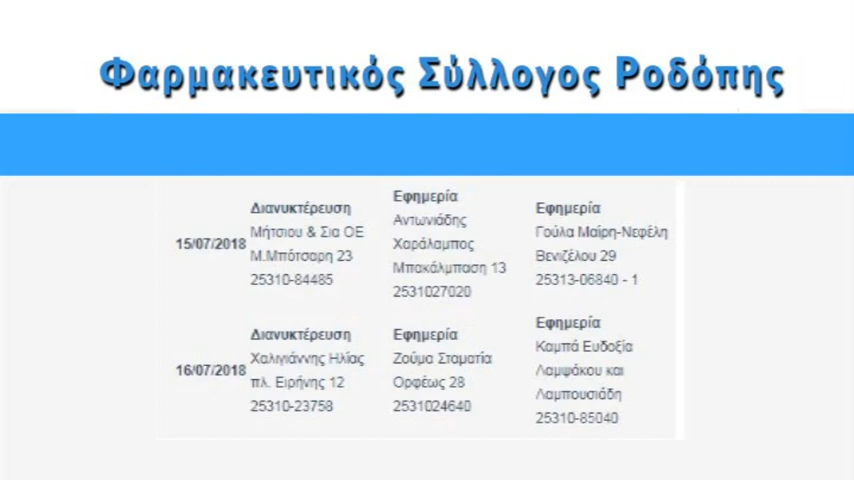 Φαρμακευτικός Σύλλογος Ροδόπης
15/07/2018
Διανυκτέρευση
Μήτσιου & Σια ΟΕ
Μ.Μπότσαρη 23
25310-84485
Εφημερία
Αντωνιάδης
Χαράλαμπος
Μπακάλμπαση 13
2531027020
Εφημερία
Γούλα Μαίρη-Νεφέλη
Βενιζέλου 29
25313-06840 - 1
16/07/2018
Διανυκτέρευση
Χαλιγιάννης Ηλίας
πλ. Ειρήνης 12
25310-23758
Εφημερία
Ζούμα Σταματία
Ορφέως 28
2531024640
Εφημερία
Καμπά Ευδοξία
Λαμψάκου και
Λαμπουσιάδη
25310-85040